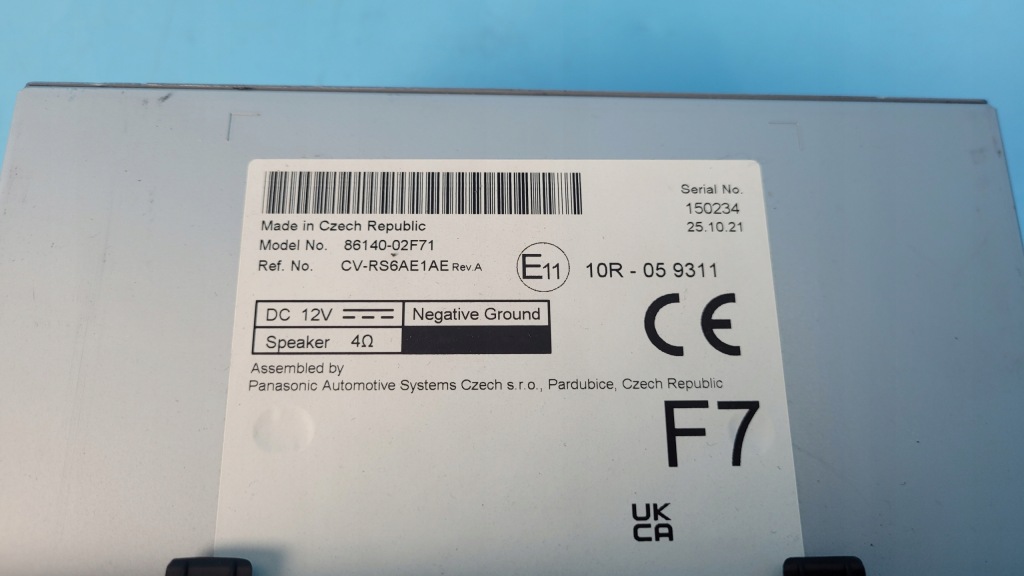 Serial No.
150234
25.10.21
Made in Czech Republic
Model No. 86140-02F71
Ref. No. CV-RS6AE1AE Rev.A
E11 10R - 05 9311
CE
DC 12V Negative Ground
Speaker 4Ω
Assembled by
Panasonic Automotive Systems Czech s.r.o., Pardubice, Czech Republic
F7
UK
CA